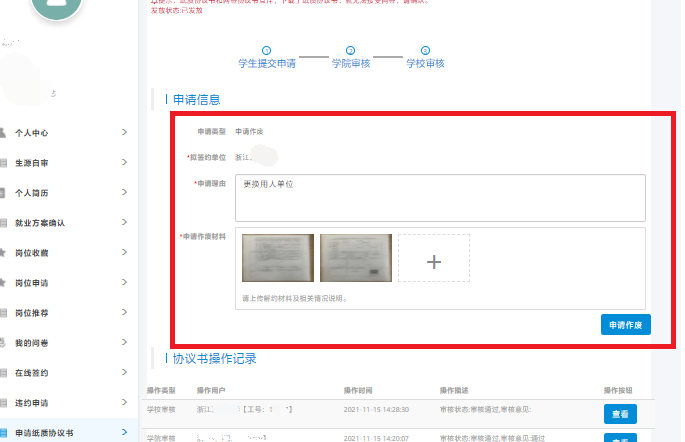 发放状态:已发放
1
2
3
学生提交申请
学院审核
学校审核
个人中心
生源自审
个人简历
就业方案确认
岗位收藏
岗位申请
岗位推荐
我的问卷
在线签约
违约申请
申请纸质协议书
申请信息
申请类型 申请作废
*拟签约单位 浙江
*申请理由 更换用人单位
*申请作废材料
+
请上传解约材料及相关情况说明。
申请作废
协议书操作记录
操作类型 操作用户 操作时间 操作描述 操作按钮
学校审核 浙江 【工号：1 】 2021-11-15 14:28:30 审核状态:审核通过,审核意见: 查看
学院审核 2021-11-15 14:20:07 审核状态:审核通过,审核意见:通过